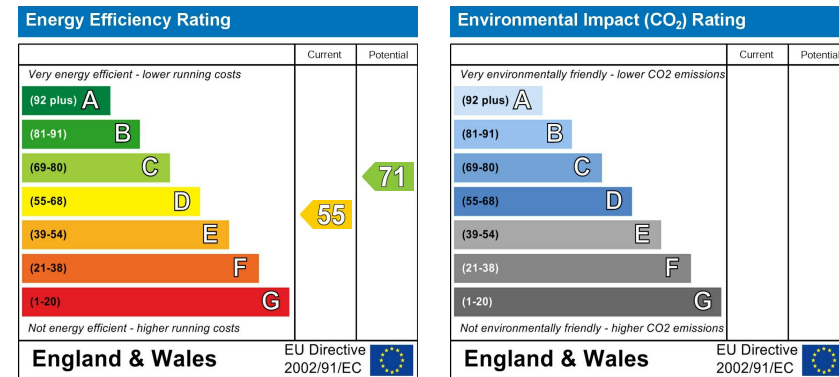 Energy Efficiency Rating
Current Potential
Very energy efficient - lower running costs
(92 plus) A
(81-91) B
(69-80) C
71
(55-68) D
55
(39-54) E
(21-38) F
(1-20) G
Not energy efficient - higher running costs
England & Wales
EU Directive
2002/91/EC
Environmental Impact (CO₂) Rating
Current Potential
Very environmentally friendly - lower CO2 emissions
(92 plus) A
(81-91) B
(69-80) C
(55-68) D
(39-54) E
(21-38) F
(1-20) G
Not environmentally friendly - higher CO2 emissions
England & Wales
EU Directive
2002/91/EC